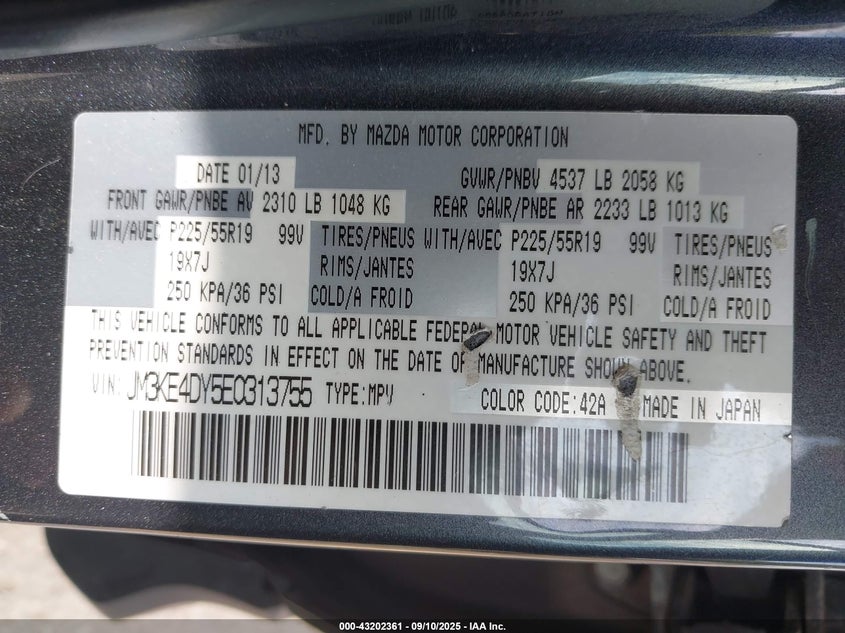 MFD. BY MAZDA MOTOR CORPORATION
DATE 01/13 GVWR/PNBV 4537 LB 2058 KG
FRONT GAWR/PNBE AV 2310 LB 1048 KG REAR GAWR/PNBE AR 2233 LB 1013 KG
WITH/AVEC P225/55R19 99V TIRES/PNEUS WITH/AVEC P225/55R19 99V TIRES/PNEUS
19X7J RIMS/JANTES 19X7J RIMS/JANTES
250 KPA/36 PSI COLD/A FROID 250 KPA/36 PSI COLD/A FROID
THIS VEHICLE CONFORMS TO ALL APPLICABLE FEDERAL MOTOR VEHICLE SAFETY AND THEFT
PREVENTION STANDARDS IN EFFECT ON THE DATE OF MANUFACTURE SHOWN ABOVE.
VIN: JM3KE4DY5E0313755 TYPE:MPV COLOR CODE:42A MADE IN JAPAN
000-43202361 - 09/10/2025 - IAA Inc.